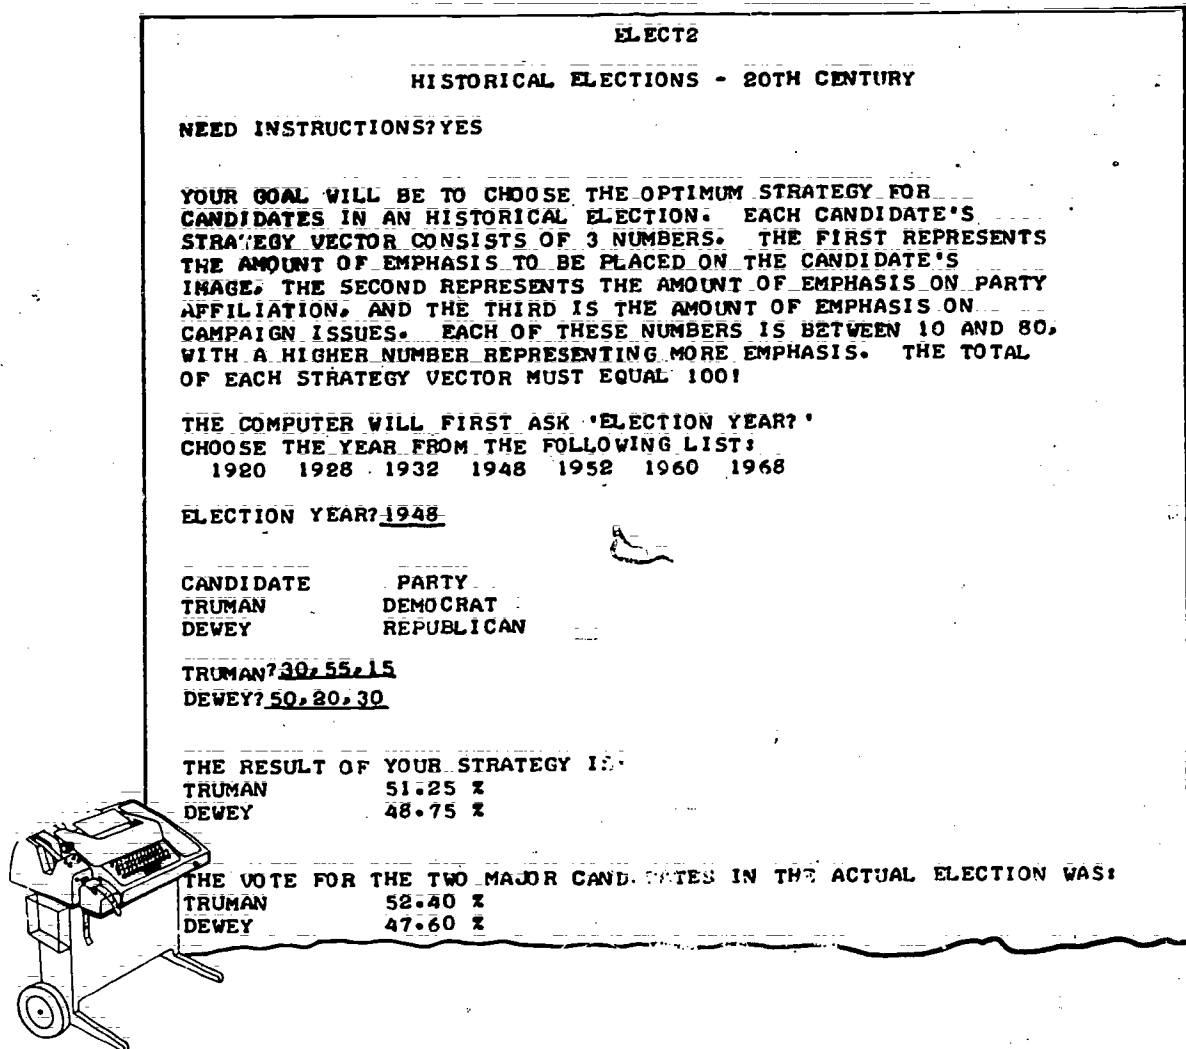 ELECT2
HISTORICAL ELECTIONS - 20TH CENTURY
NEED INSTRUCTIONS?YES
YOUR GOAL WILL BE TO CHOOSE THE OPTIMUM STRATEGY FOR
CANDIDATES IN AN HISTORICAL ELECTION. EACH CANDIDATE'S
STRATEGY VECTOR CONSISTS OF 3 NUMBERS. THE FIRST REPRESENTS
THE AMOUNT OF EMPHASIS TO BE PLACED ON THE CANDIDATE'S
IMAGE. THE SECOND REPRESENTS THE AMOUNT OF EMPHASIS ON PARTY
AFFILIATION. AND THE THIRD IS THE AMOUNT OF EMPHASIS ON
CAMPAIGN ISSUES. EACH OF THESE NUMBERS IS BETWEEN 10 AND 80,
WITH A HIGHER NUMBER REPRESENTING MORE EMPHASIS. THE TOTAL
OF EACH STRATEGY VECTOR MUST EQUAL 100!
THE COMPUTER WILL FIRST ASK 'ELECTION YEAR?'
CHOOSE THE YEAR FROM THE FOLLOWING LIST:
1920 1928 1932 1948 1952 1960 1968
ELECTION YEAR?1948
CANDIDATE PARTY
TRUMAN DEMOCRAT
DEWEY REPUBLICAN
TRUMAN?30,55,15
DEWEY?50,20,30
THE RESULT OF YOUR STRATEGY IS:
TRUMAN 51.25 %
DEWEY 48.75 %
THE VOTE FOR THE TWO MAJOR CANDIDATES IN THE ACTUAL ELECTION WAS:
TRUMAN 52.40 %
DEWEY 47.60 %